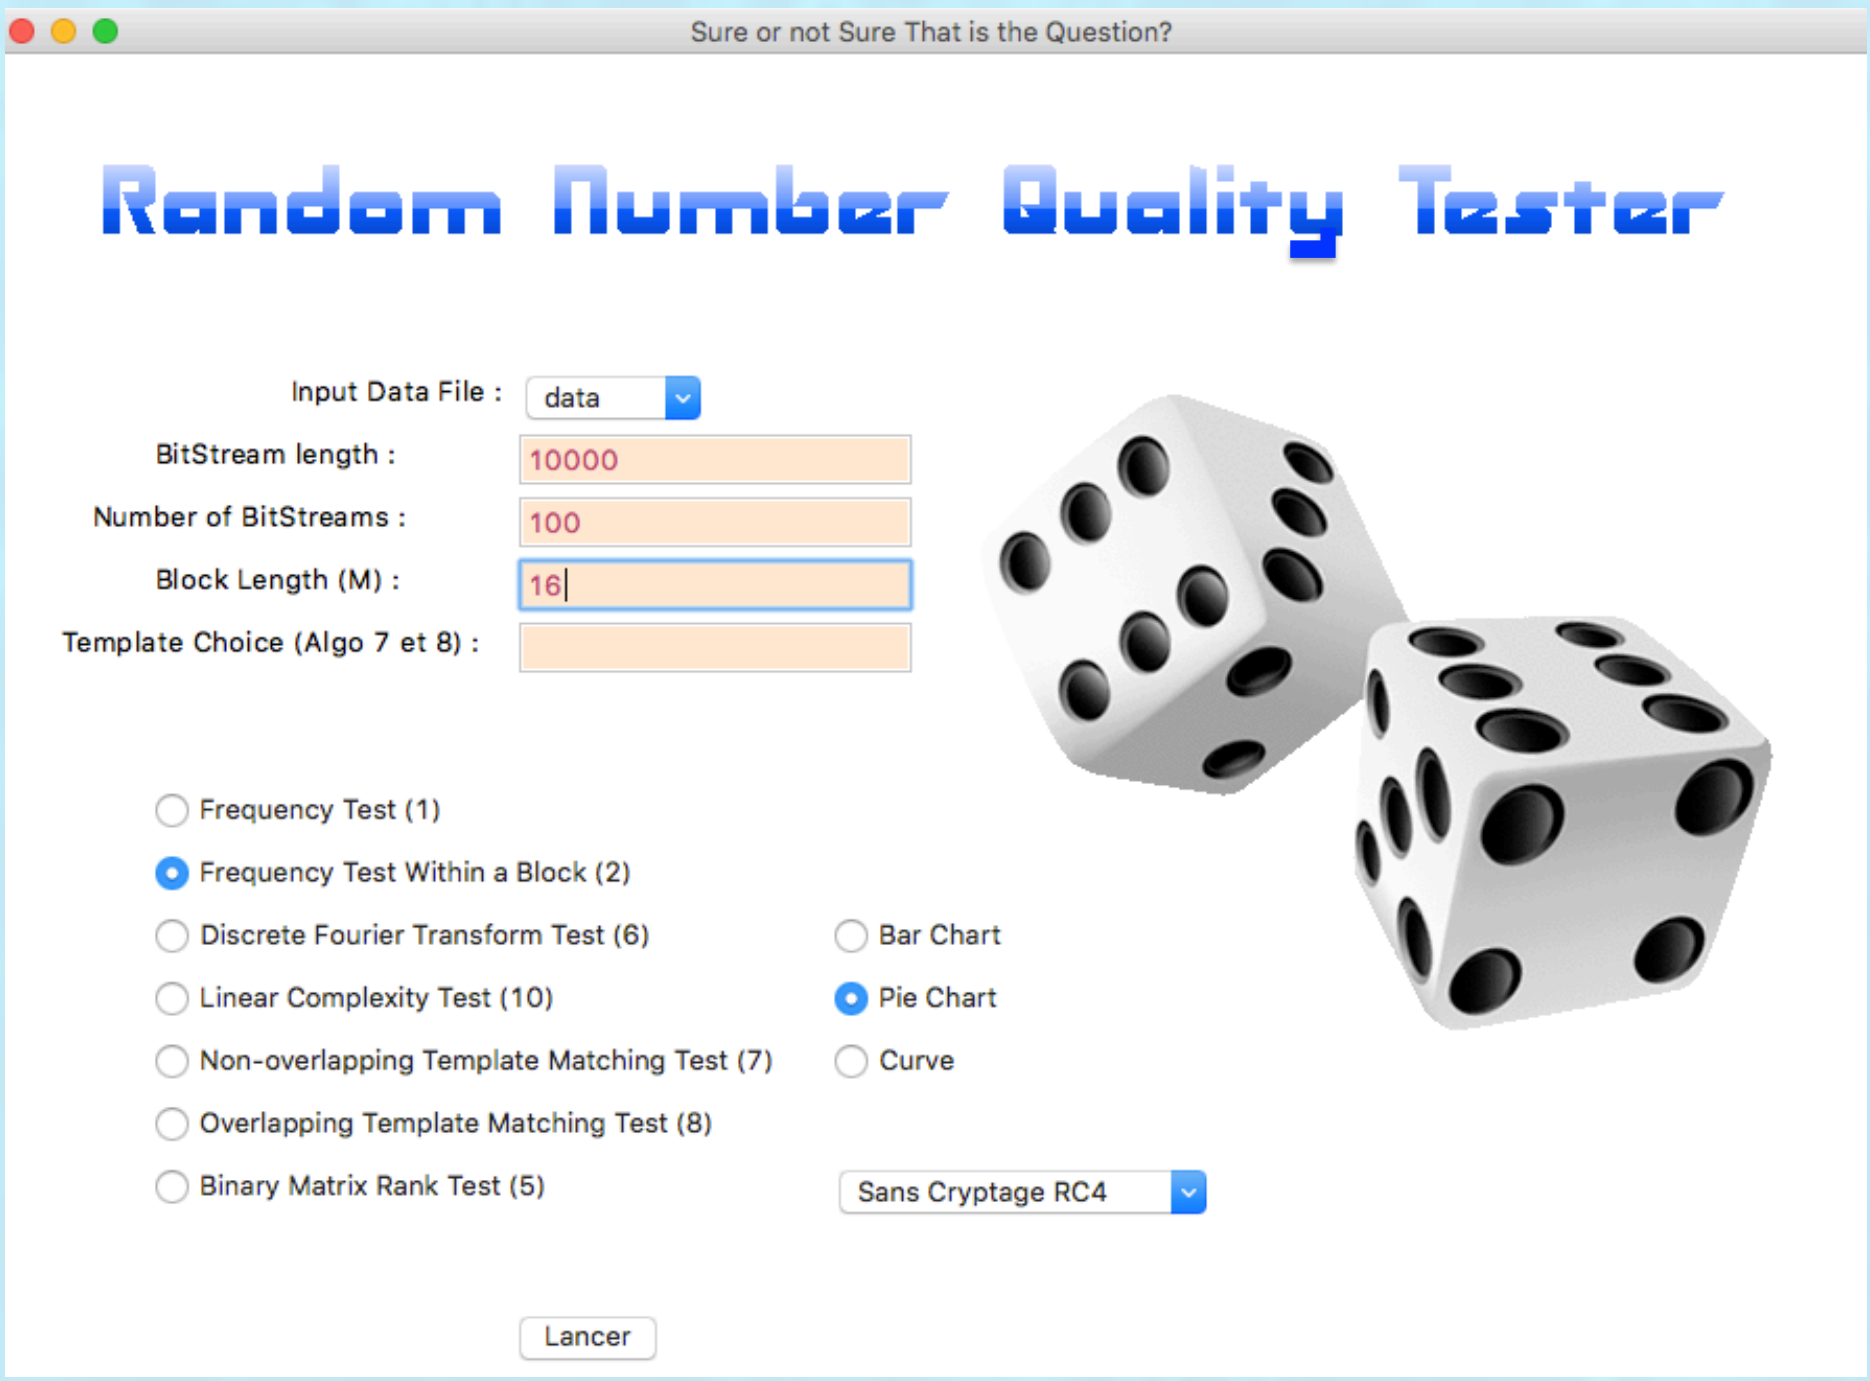 Sure or not Sure That is the Question?
Random Number Quality Tester
Input Data File : data
BitStream length : 10000
Number of BitStreams : 100
Block Length (M) : 16
Template Choice (Algo 7 et 8) :
Frequency Test (1)
Frequency Test Within a Block (2)
Discrete Fourier Transform Test (6) Bar Chart
Linear Complexity Test (10) Pie Chart
Non-overlapping Template Matching Test (7) Curve
Overlapping Template Matching Test (8)
Binary Matrix Rank Test (5) Sans Cryptage RC4
Lancer